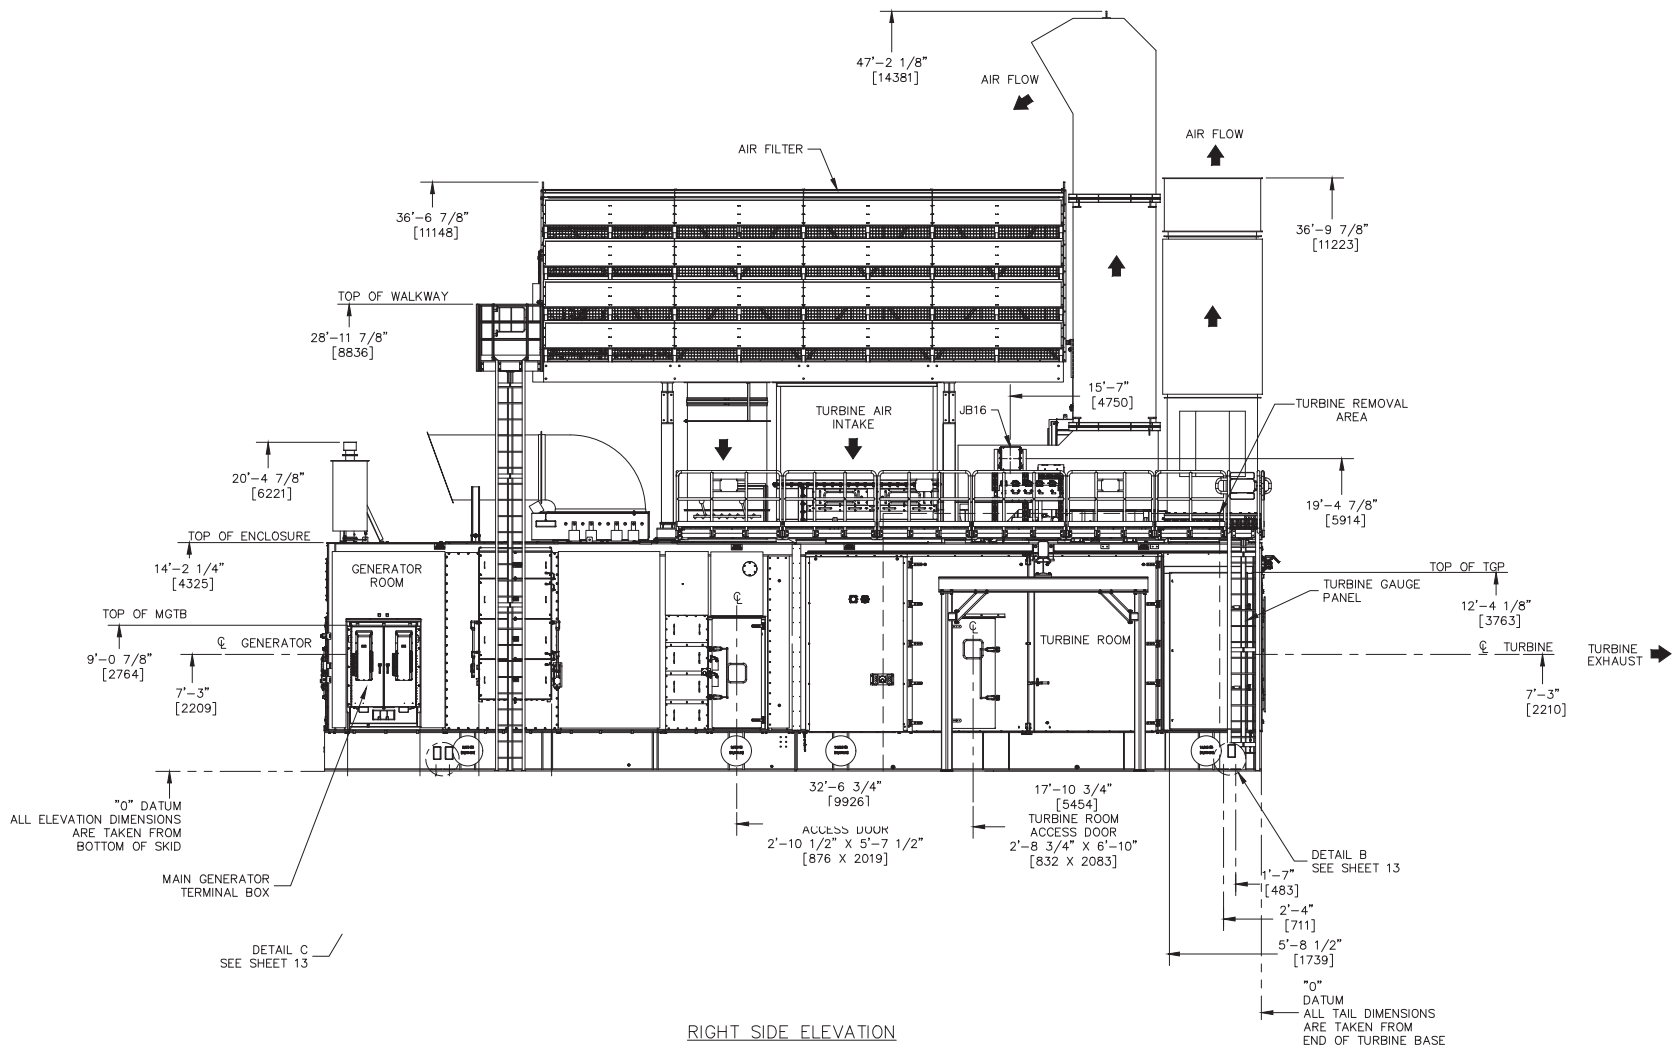 47'-2 1/8"
[14381]
AIR FLOW
AIR FLOW
AIR FILTER
36'-6 7/8"
[11148]
36'-9 7/8"
[11223]
TOP OF WALKWAY
28'-11 7/8"
[8836]
15'-7"
[4750]
JB16
TURBINE AIR
INTAKE
TURBINE REMOVAL
AREA
20'-4 7/8"
[6221]
19'-4 7/8"
[5914]
TOP OF ENCLOSURE
14'-2 1/4"
[4325]
GENERATOR
ROOM
TOP OF TGP
TURBINE GAUGE
PANEL
12'-4 1/8"
[3763]
TOP OF MGTB
9'-0 7/8"
[2764]
℄ GENERATOR
℄
℄
TURBINE ROOM
℄ TURBINE
TURBINE
EXHAUST
7'-3"
[2209]
7'-3"
[2210]
"0" DATUM
ALL ELEVATION DIMENSIONS
ARE TAKEN FROM
BOTTOM OF SKID
32'-6 3/4"
[9926]
ACCESS DOOR
2'-10 1/2" X 5'-7 1/2"
[876 X 2019]
17'-10 3/4"
[5454]
TURBINE ROOM
ACCESS DOOR
2'-8 3/4" X 6'-10"
[832 X 2083]
MAIN GENERATOR
TERMINAL BOX
DETAIL B
SEE SHEET 13
1'-7"
[483]
2'-4"
[711]
5'-8 1/2"
[1739]
DETAIL C
SEE SHEET 13
"0"
DATUM
ALL TAIL DIMENSIONS
ARE TAKEN FROM
END OF TURBINE BASE
RIGHT SIDE ELEVATION